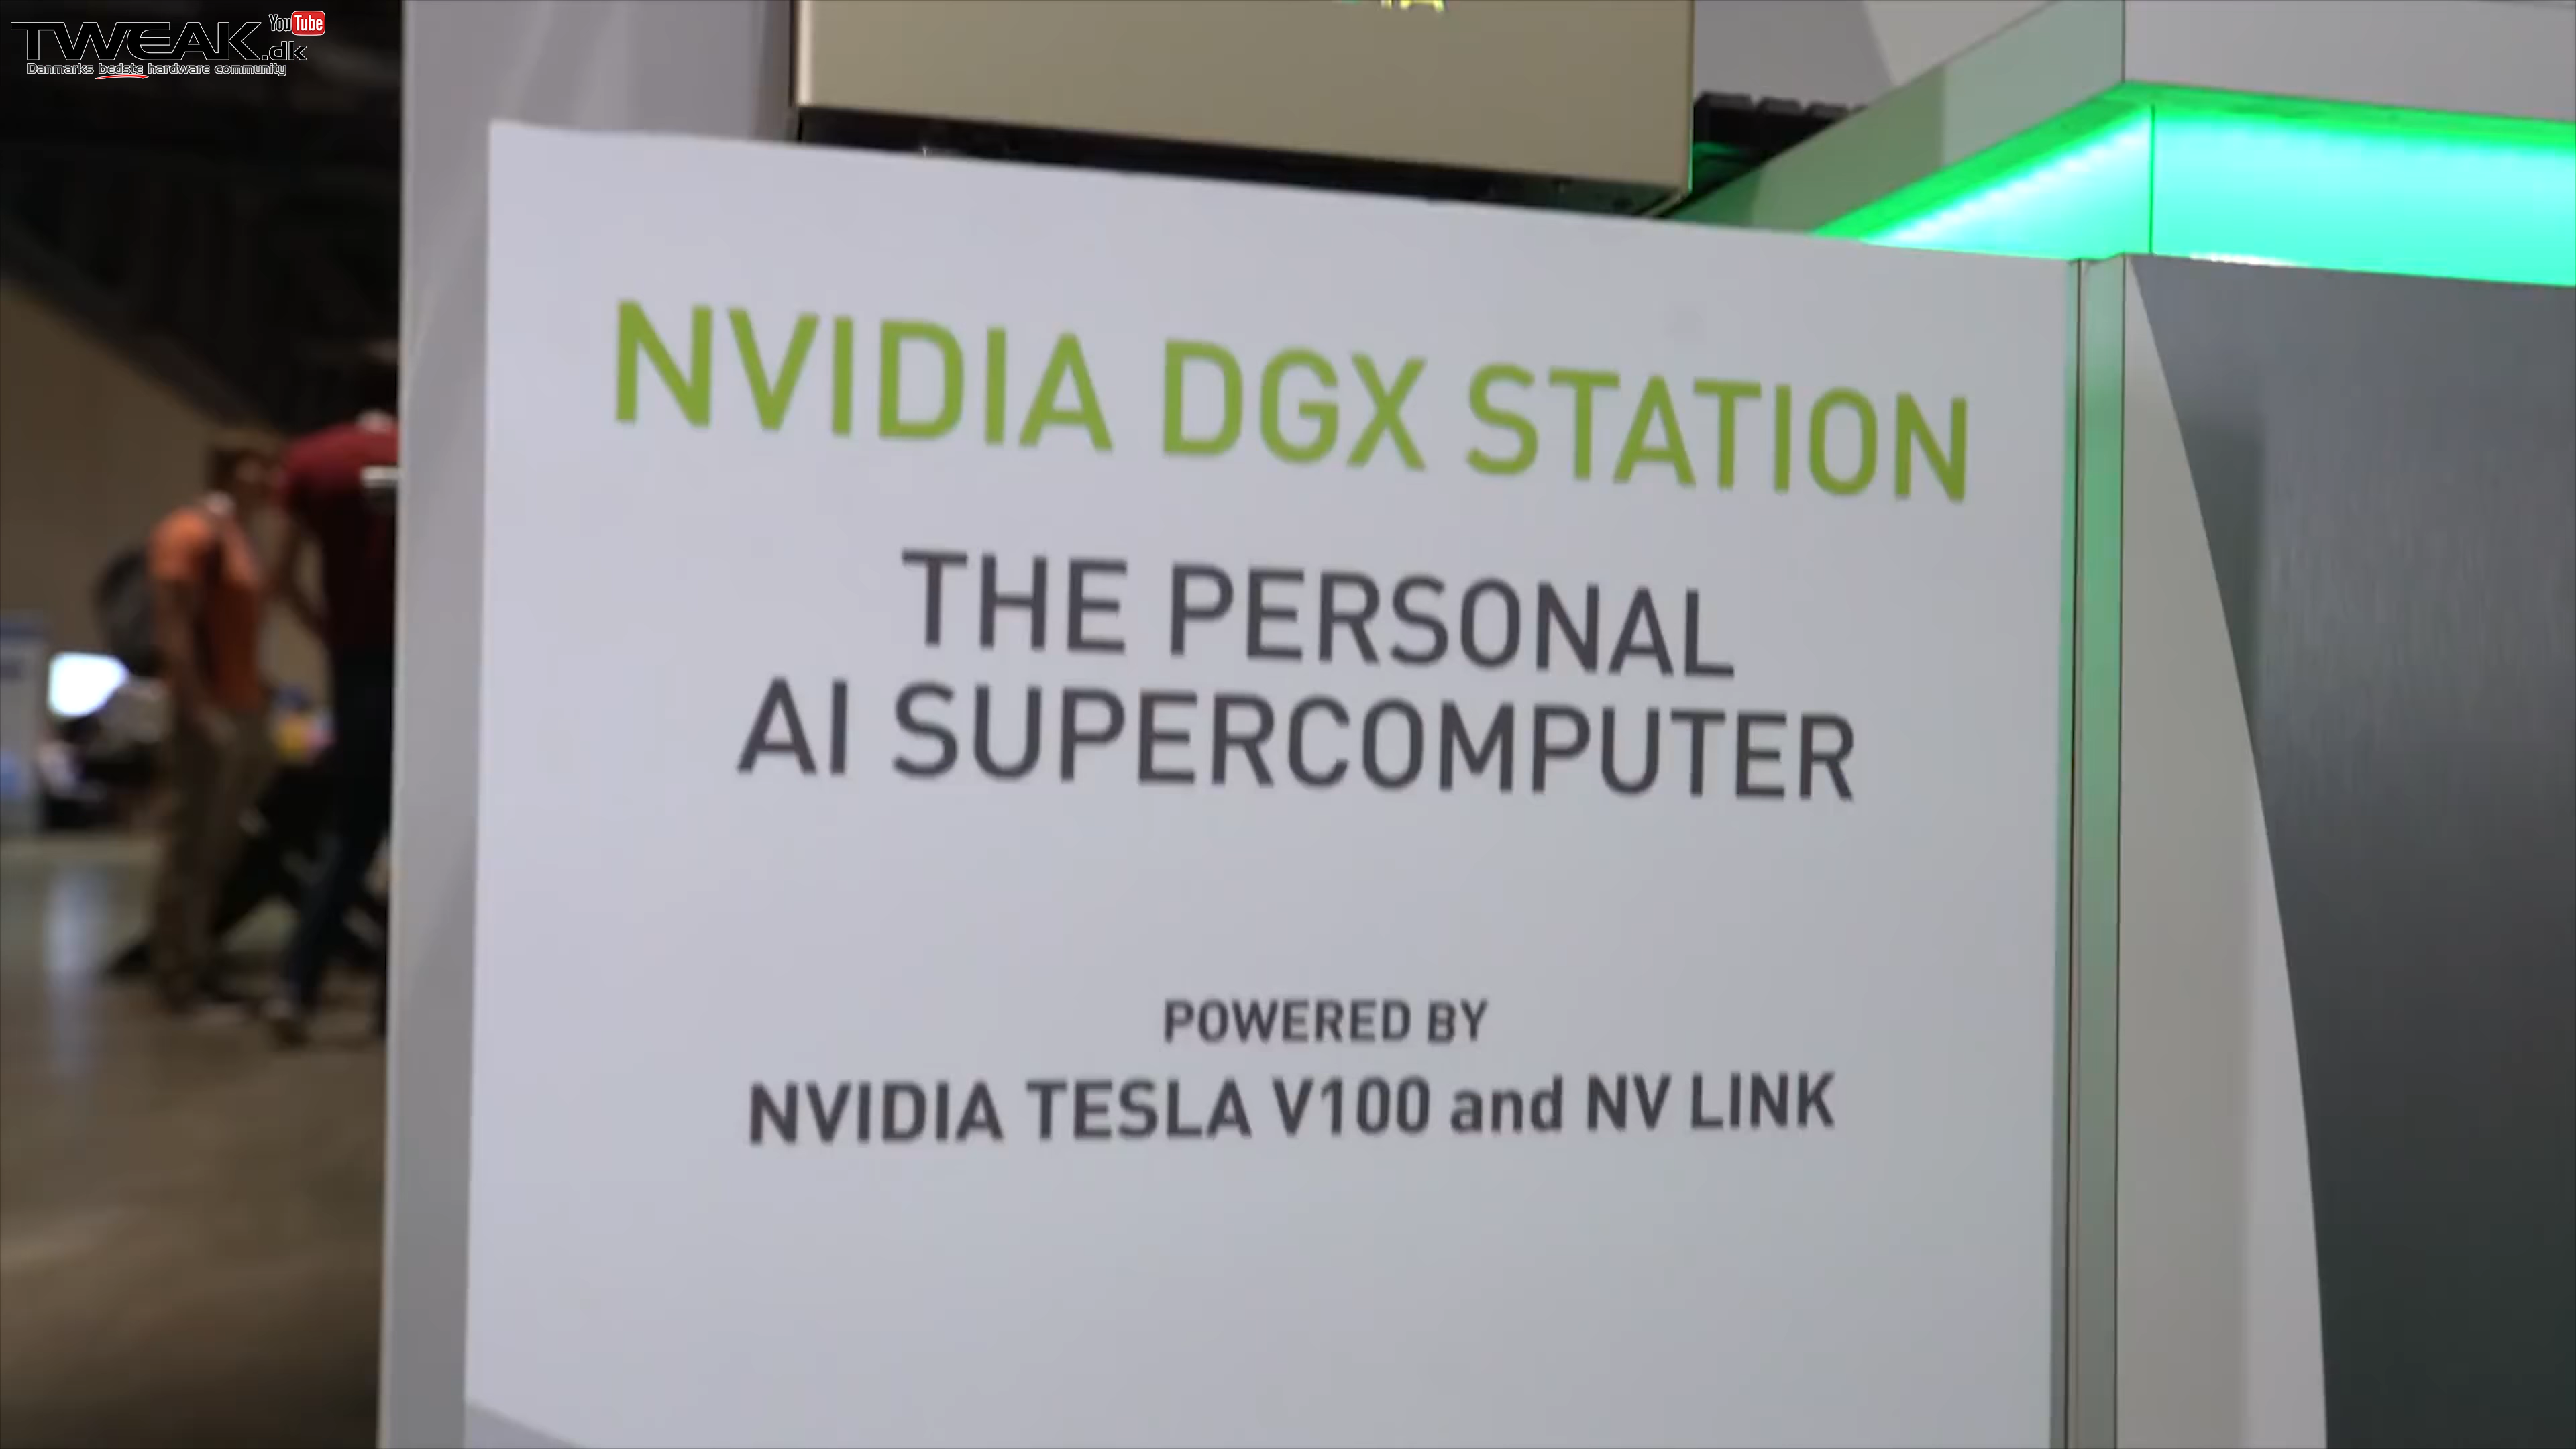 YouTube
TWEAK.dk
Danmarks bedste hardware community
NVIDIA DGX STATION
THE PERSONAL
AI SUPERCOMPUTER
POWERED BY
NVIDIA TESLA V100 and NV LINK